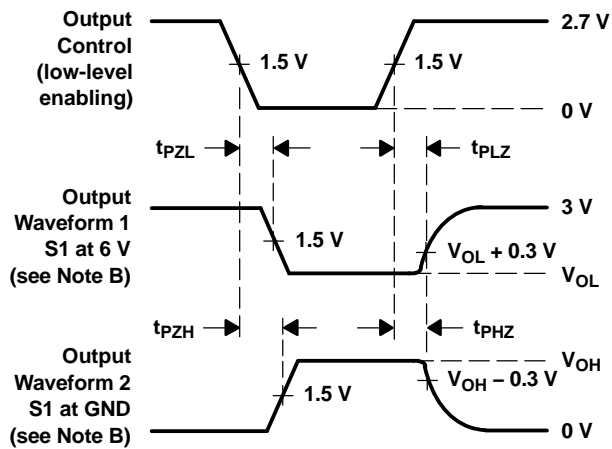 Output
Control
(low-level
enabling)
1.5 V
1.5 V
2.7 V
0 V
tPZL
tPLZ
Output
Waveform 1
S1 at 6 V
(see Note B)
1.5 V
3 V
VOL + 0.3 V
VOL
tPZH
tPHZ
Output
Waveform 2
S1 at GND
(see Note B)
1.5 V
VOH
VOH − 0.3 V
0 V